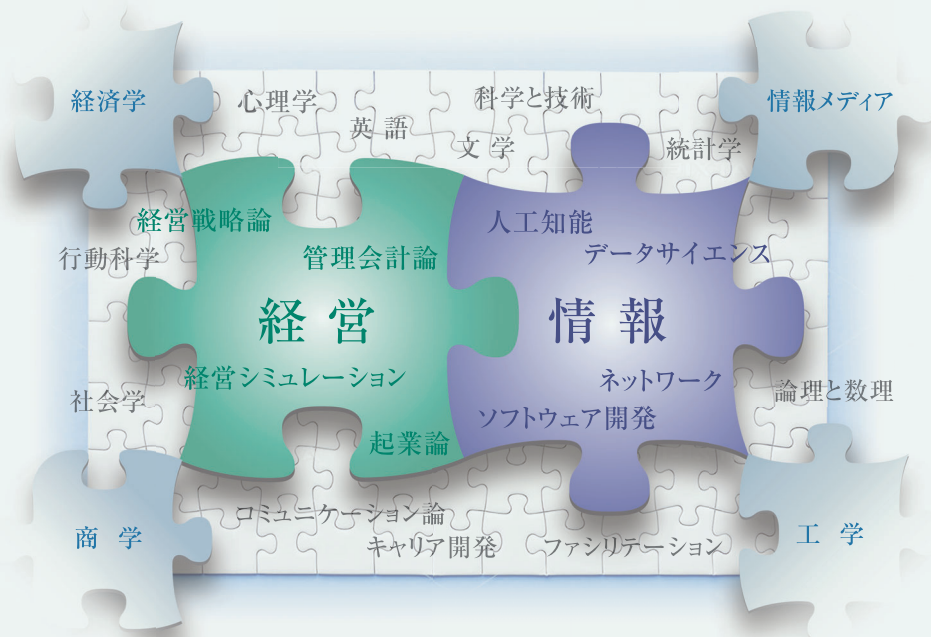 経済学
心理学
科学と技術
情報メディア
英語
文学
統計学
経営戦略論
人工知能
行動科学
管理会計論
データサイエンス
経営
情報
経営シミュレーション
ネットワーク
社会学
論理と数理
起業論
ソフトウェア開発
コミュニケーション論
商学
キャリア開発
ファシリテーション
工学